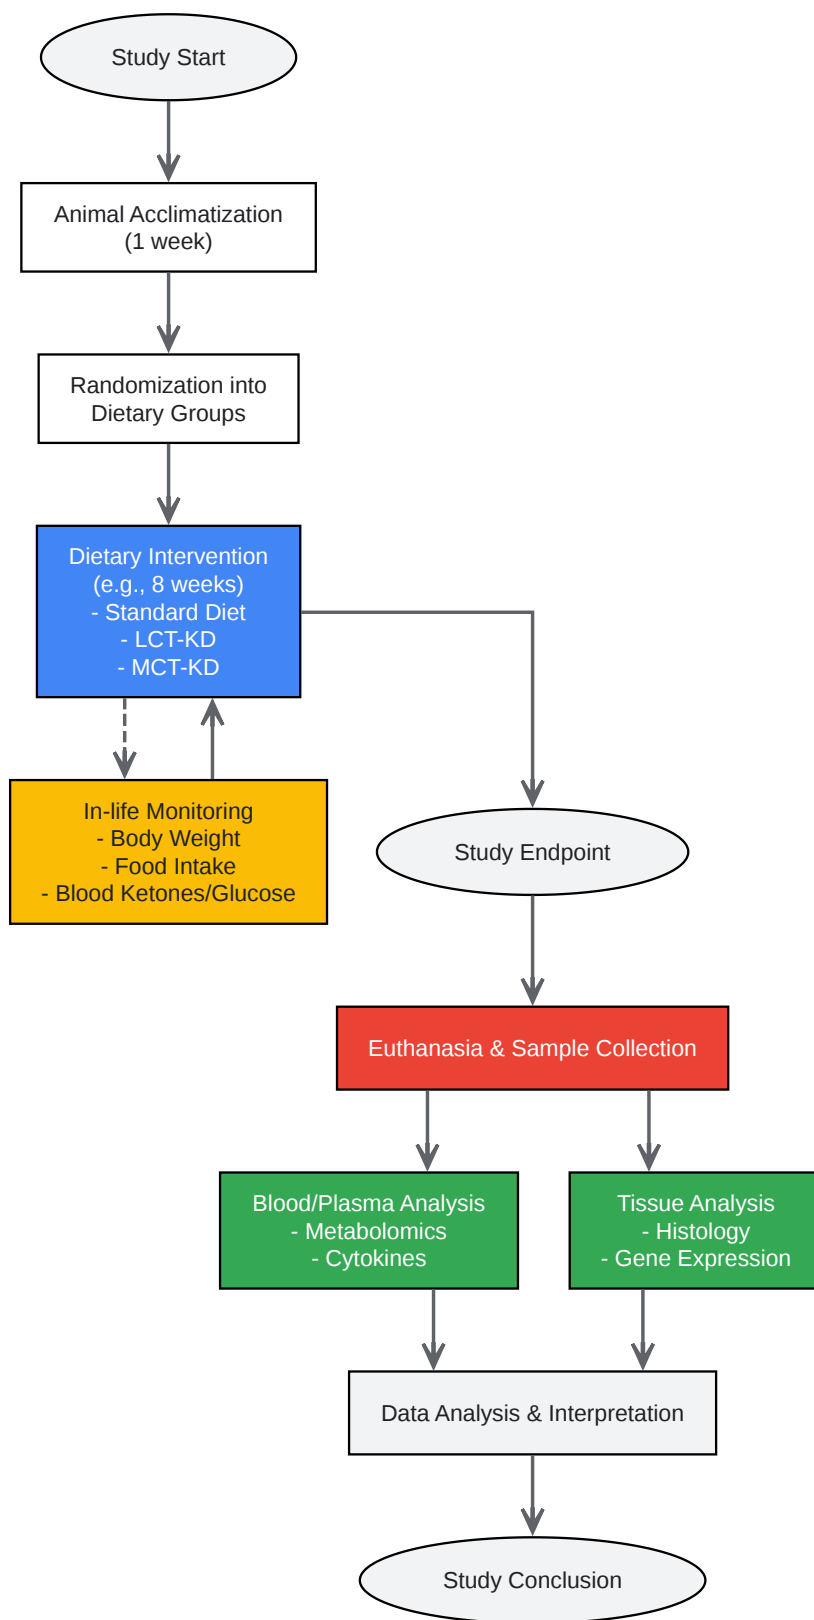 Study Start
Animal Acclimatization
(1 week)
Randomization into
Dietary Groups
Dietary Intervention
(e.g., 8 weeks)
- Standard Diet
- LCT-KD
- MCT-KD
In-life Monitoring
- Body Weight
- Food Intake
- Blood Ketones/Glucose
Study Endpoint
Euthanasia & Sample Collection
Blood/Plasma Analysis
- Metabolomics
- Cytokines
Tissue Analysis
- Histology
- Gene Expression
Data Analysis & Interpretation
Study Conclusion